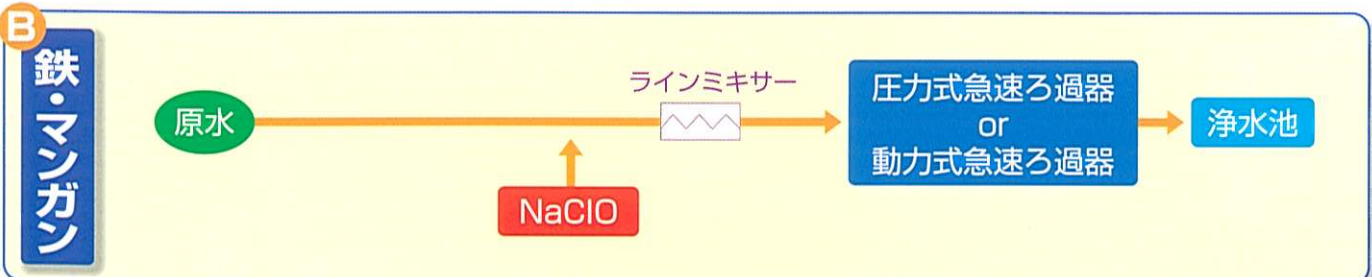 B
鉄・マンガン
原水
NaClO
ラインミキサー
圧力式急速ろ過器
or
動力式急速ろ過器
浄水池